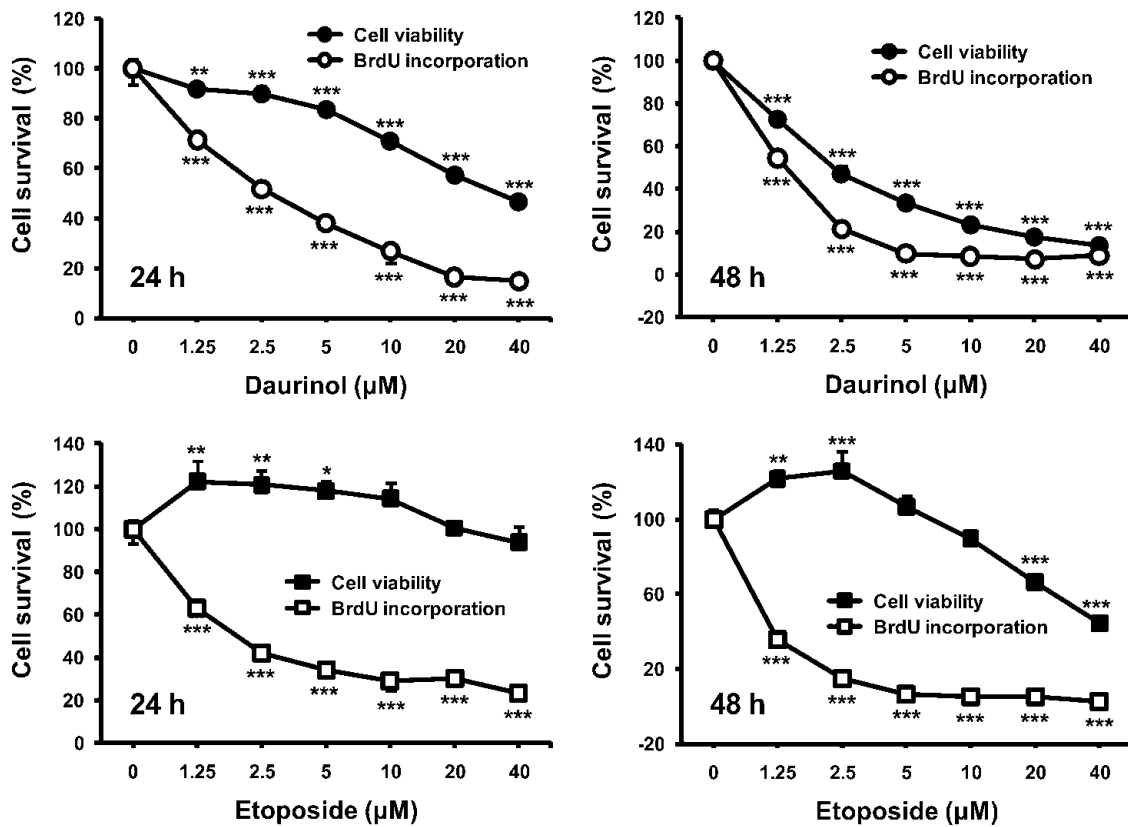 120
100
80
60
40
20
0
Cell survival (%)
Cell viability
BrdU incorporation
** *** *** *** *** ***
*** *** *** *** *** ***
24 h
0 1.25 2.5 5 10 20 40
Daurinol (µM)
120
100
80
60
40
20
0
-20
Cell survival (%)
Cell viability
BrdU incorporation
*** *** *** *** *** ***
*** *** *** *** *** ***
48 h
0 1.25 2.5 5 10 20 40
Daurinol (µM)
140
120
100
80
60
40
20
0
Cell survival (%)
** ** *
Cell viability
BrdU incorporation
*** *** *** *** *** ***
24 h
0 1.25 2.5 5 10 20 40
Etoposide (µM)
140
100
60
20
-20
Cell survival (%)
** *** *** ***
Cell viability
BrdU incorporation
*** *** *** *** *** ***
48 h
0 1.25 2.5 5 10 20 40
Etoposide (µM)